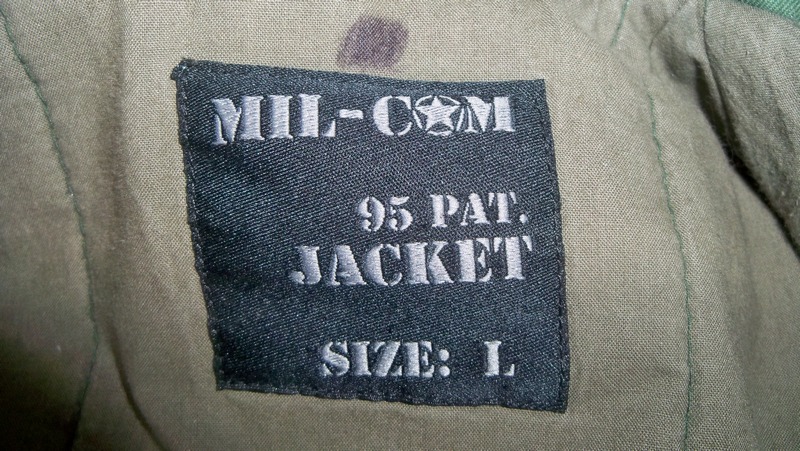 MIL-COM
95 PAT.
JACKET
SIZE: L